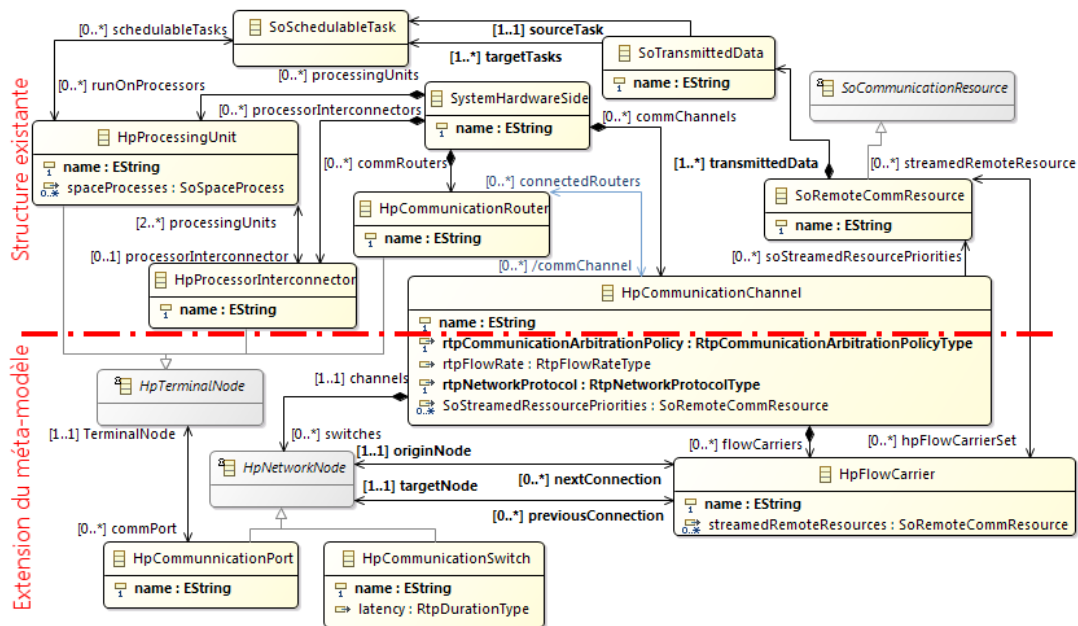 [0..*] schedulableTasks
SoSchedulableTask
[1..1] sourceTask
[1..*] targetTasks
SoTransmittedData
name : EString
[0..*] runOnProcessors
[0..*] processingUnits
SystemHardwareSide
name : EString
SoCommunicationResource
[0..*] processorInterconnectors
[0..*] commChannels
HpProcessingUnit
name : EString
spaceProcesses : SoSpaceProcess
[0..*] commRouters
[1..*] transmittedData
[0..*] streamedRemoteResource
[0..*] connectedRouters
SoRemoteCommResource
name : EString
HpCommunicationRouter
name : EString
[2..*] processingUnits
[0..1] processorInterconnector
[0..*] /commChannel
[0..*] soStreamedResourcePriorities
HpProcessorInterconnector
name : EString
HpCommunicationChannel
name : EString
rtpCommunicationArbitrationPolicy : RtpCommunicationArbitrationPolicyType
rtpFlowRate : RtpFlowRateType
rtpNetworkProtocol : RtpNetworkProtocolType
SoStreamedRessourcePriorities : SoRemoteCommResource
Structure existante
Extension du méta-modèle
HpTerminalNode
[1..1] channels
[1..1] TerminalNode
[0..*] switches
[0..*] flowCarriers
[0..*] hpFlowCarrierSet
[1..1] originNode
HpNetworkNode
[0..*] nextConnection
[1..1] targetNode
[0..*] previousConnection
HpFlowCarrier
name : EString
streamedRemoteResources : SoRemoteCommResource
[0..*] commPort
HpCommunnicationPort
name : EString
HpCommunicationSwitch
name : EString
latency : RtpDurationType